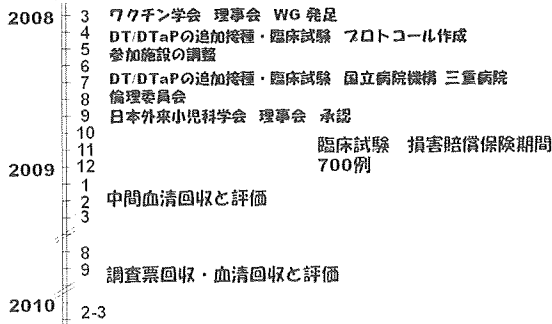 2008
3 ワクチン学会 理事会 WG 発足
4 DT/DTaPの追加接種・臨床試験 プロトコール作成
5 参加施設の調整
6
7 DT/DTaPの追加接種・臨床試験 国立病院機構 三重病院
8 倫理委員会
9 日本外来小児科学会 理事会 承認
10
11 臨床試験 損害賠償保険期間
12 700例
2009
1
2 中間血清回収と評価
3
8
9 調査票回収・血清回収と評価
2010
2-3